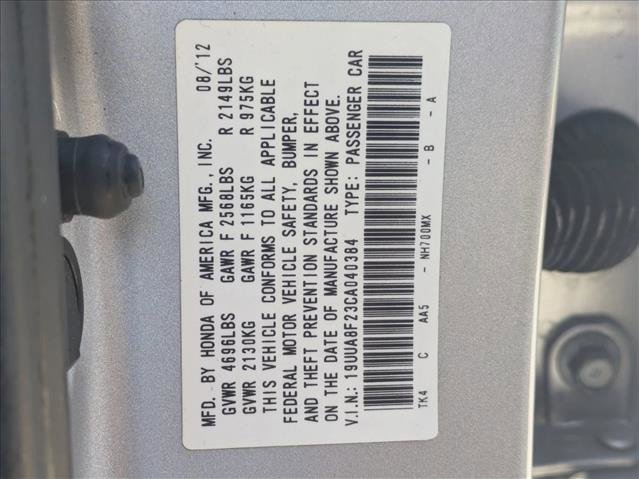 MFD. BY HONDA OF AMERICA MFG., INC. 08/'12
GVWR 4696LBS GAWR F 2568LBS R 2149LBS
GVWR 2130KG GAWR F 1165KG R 975KG
THIS VEHICLE CONFORMS TO ALL APPLICABLE
FEDERAL MOTOR VEHICLE SAFETY, BUMPER,
AND THEFT PREVENTION STANDARDS IN EFFECT
ON THE DATE OF MANUFACTURE SHOWN ABOVE.
V.I.N.: 19UUA8F23CA040384 TYPE: PASSENGER CAR
TK4 C AA5 - NH700MX - B - A